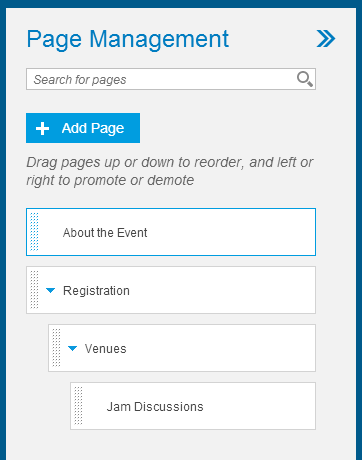 Page Management
Search for pages
Add Page
Drag pages up or down to reorder, and left or
right to promote or demote
About the Event
Registration
Venues
Jam Discussions